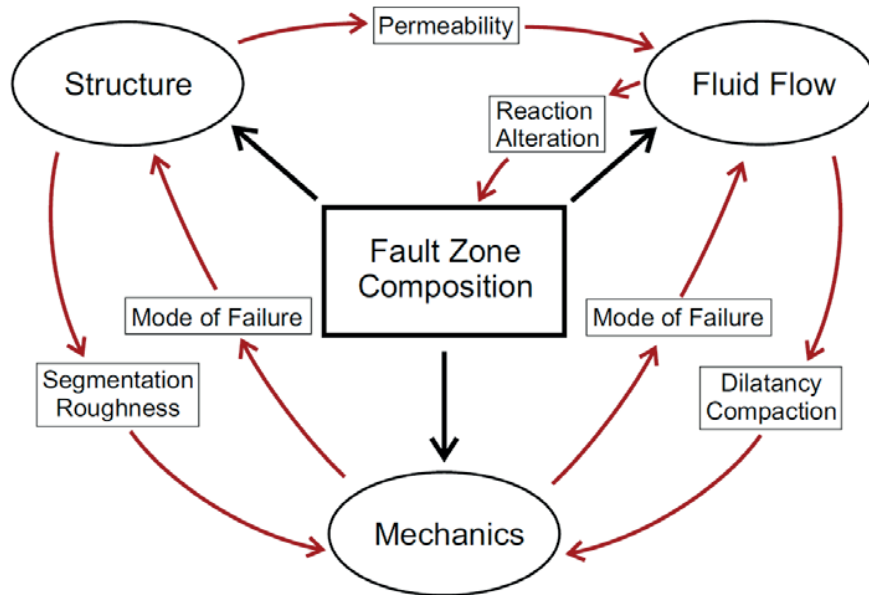 Permeability
Structure
Fluid Flow
Reaction
Alteration
Fault Zone
Composition
Mode of Failure
Mode of Failure
Segmentation
Roughness
Dilatancy
Compaction
Mechanics